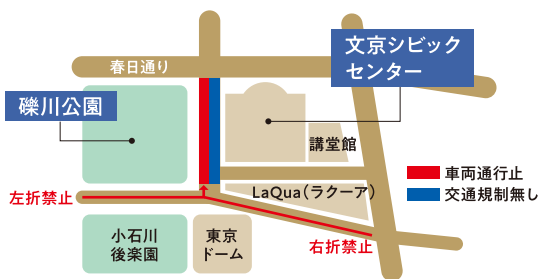 春日通り
文京シビック
センター
礫川公園
講堂館
車両通行止
交通規制無し
LaQua(ラクーア)
左折禁止
小石川
後楽園
東京
ドーム
右折禁止